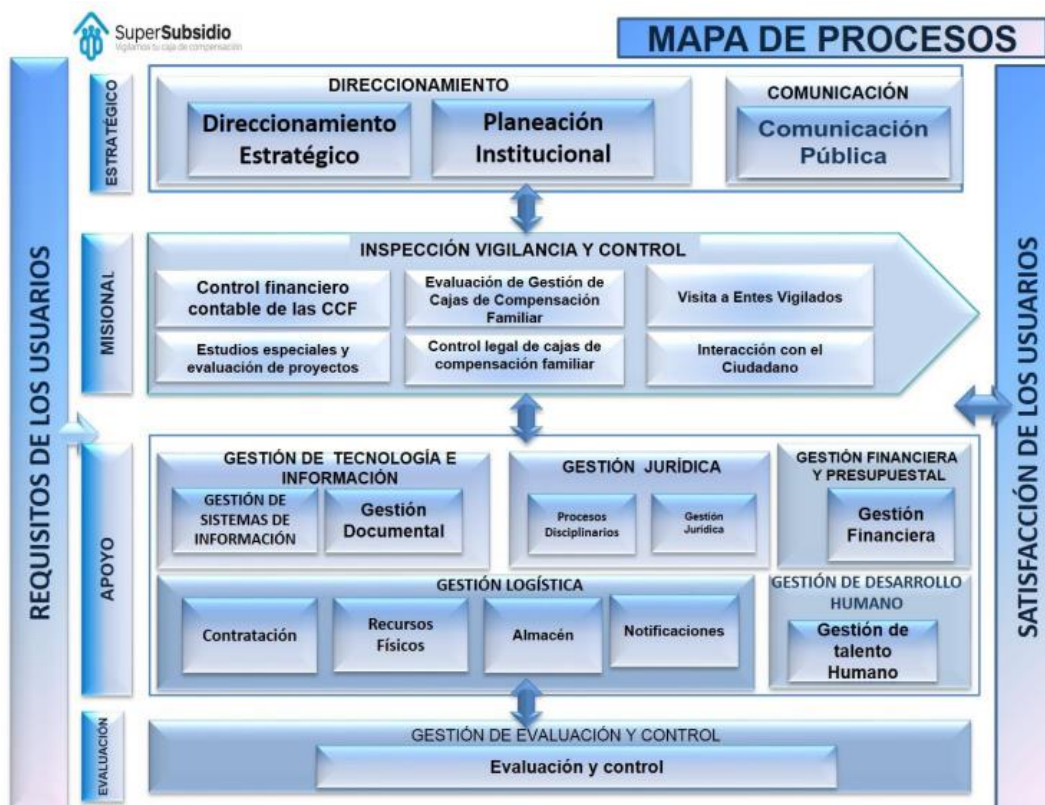 SuperSubsidio
Vigilamos tu caja de compensación
MAPA DE PROCESOS
REQUISITOS DE LOS USUARIOS
ESTRATÉGICO
DIRECCIONAMIENTO
Direccionamiento
Estratégico
Planeación
Institucional
COMUNICACIÓN
Comunicación
Pública
MISIONAL
INSPECCIÓN VIGILANCIA Y CONTROL
Control financiero
contable de las CCF
Evaluación de Gestión de
Cajas de Compensación
Familiar
Visita a Entes Vigilados
Estudios especiales y
evaluación de proyectos
Control legal de cajas de
compensación familiar
Interacción con el
Ciudadano
APOYO
GESTIÓN DE TECNOLOGÍA E
INFORMACIÓN
GESTIÓN DE
SISTEMAS DE
INFORMACIÓN
Gestión
Documental
GESTIÓN JURÍDICA
Procesos
Disciplinarios
Gestión
Jurídica
GESTIÓN FINANCIERA
Y PRESUPUESTAL
Gestión
Financiera
GESTIÓN LOGÍSTICA
Contratación
Recursos
Físicos
Almacén
Notificaciones
GESTIÓN DE DESARROLLO
HUMANO
Gestión de
talento
Humano
EVALUACIÓN
GESTIÓN DE EVALUACIÓN Y CONTROL
Evaluación y control
SATISFACCIÓN DE LOS USUARIOS